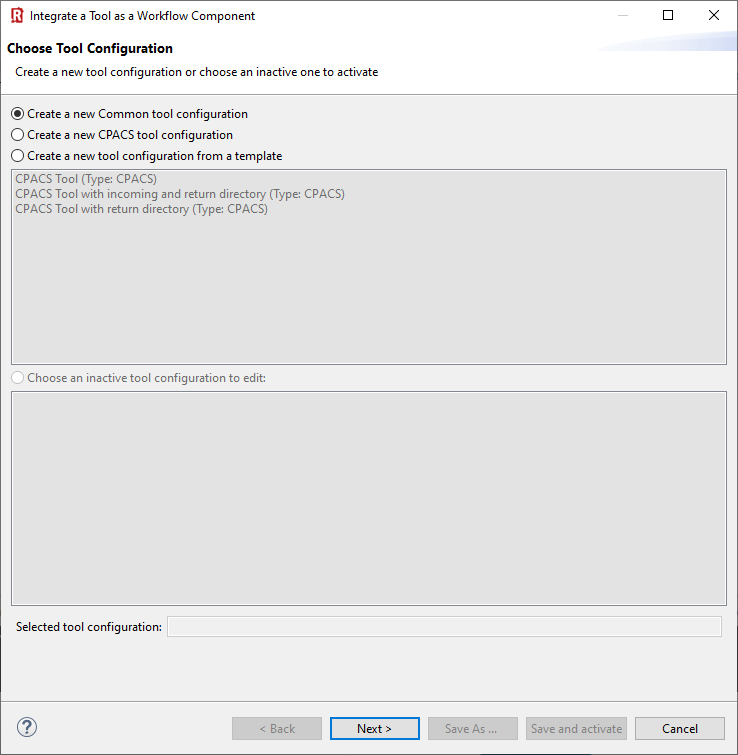 Integrate a Tool as a Workflow Component
Choose Tool Configuration
Create a new tool configuration or choose an inactive one to activate
Create a new Common tool configuration
Create a new CPACS tool configuration
Create a new tool configuration from a template
CPACS Tool (Type: CPACS)
CPACS Tool with incoming and return directory (Type: CPACS)
CPACS Tool with return directory (Type: CPACS)
Choose an inactive tool configuration to edit:
Selected tool configuration:
? < Back Next > Save As ... Save and activate Cancel